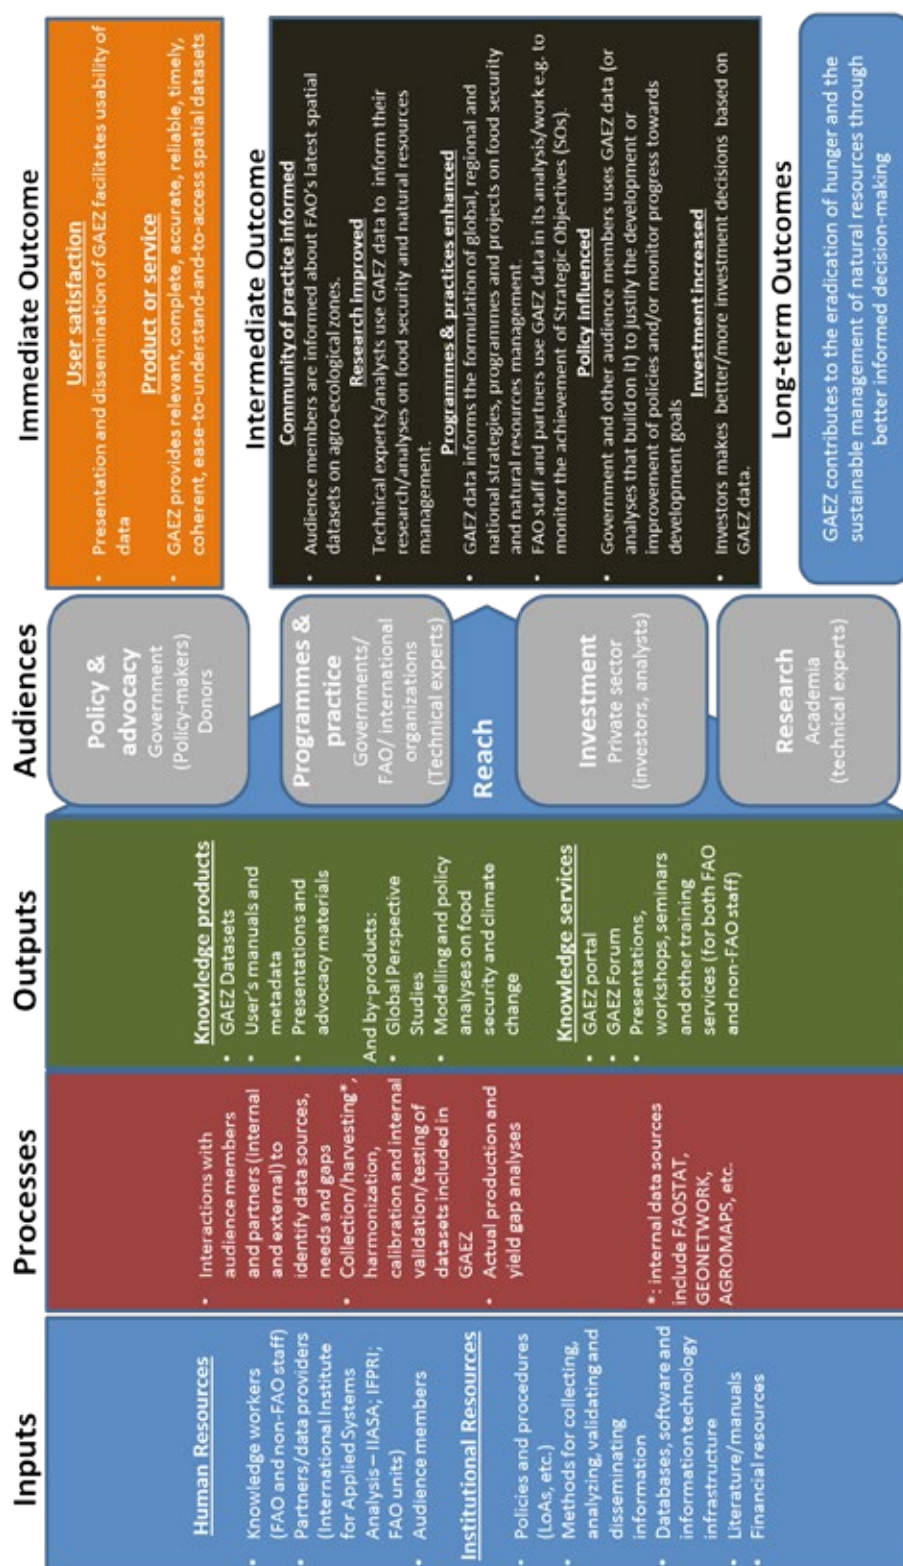 Inputs
Human Resources
• Knowledge workers
(FAO and non-FAO staff)
• Partners/data providers
(International Institute
for Applied Systems
Analysis – IIASA; IFPRI;
FAO units)
• Audience members
Institutional Resources
• Policies and procedures
(LoAs, etc.)
• Methods for collecting,
analyzing, validating and
disseminating
information
• Databases, software and
information technology
infrastructure
• Literature/manuals
• Financial resources
Processes
• Interactions with
audience members
and partners (internal
and external) to
identify data sources,
needs and gaps
• Collection/harvesting*,
harmonization,
calibration and internal
validation/testing of
datasets included in
GAEZ
• Actual production and
yield gap analyses
*: internal data sources
include FAOSTAT,
GEONETWORK,
AGROMAPS, etc.
Outputs
Knowledge products
• GAEZ Datasets
• User's manuals and
metadata
• Presentations and
advocacy materials
And by-products:
• Global Perspective
Studies
• Modelling and policy
analyses on food
security and climate
change
Knowledge services
• GAEZ portal
• GAEZ Forum
• Presentations,
workshops, seminars
and other training
services (for both FAO
and non-FAO staff)
Reach
Audiences
Policy &
advocacy
Government
(Policy-makers)
Donors
Programmes &
practice
Governments/
FAO/ international
organizations
(Technical experts)
Investment
Private sector
(investors, analysts)
Research
Academia
(technical experts)
Immediate Outcome
User satisfaction
• Presentation and dissemination of GAEZ facilitates usability of
data
Product or service
• GAEZ provides relevant, complete, accurate, reliable, timely,
coherent, ease-to-understand-and-to-access spatial datasets
Intermediate Outcome
Community of practice informed
• Audience members are informed about FAO's latest spatial
datasets on agro-ecological zones.
Research improved
• Technical experts/analysts use GAEZ data to inform their
research/analyses on food security and natural resources
management.
Programmes & practices enhanced
• GAEZ data informs the formulation of global, regional and
national strategies, programmes and projects on food security
and natural resources management.
• FAO staff and partners use GAEZ data in its analysis/work e.g. to
monitor the achievement of Strategic Objectives (SOs).
Policy influenced
• Government and other audience members uses GAEZ data (or
analyses that build on it) to justify the development or
improvement of policies and/or monitor progress towards
development goals
Investment increased
• Investors makes better/more investment decisions based on
GAEZ data.
Long-term Outcomes
GAEZ contributes to the eradication of hunger and the
sustainable management of natural resources through
better informed decision-making